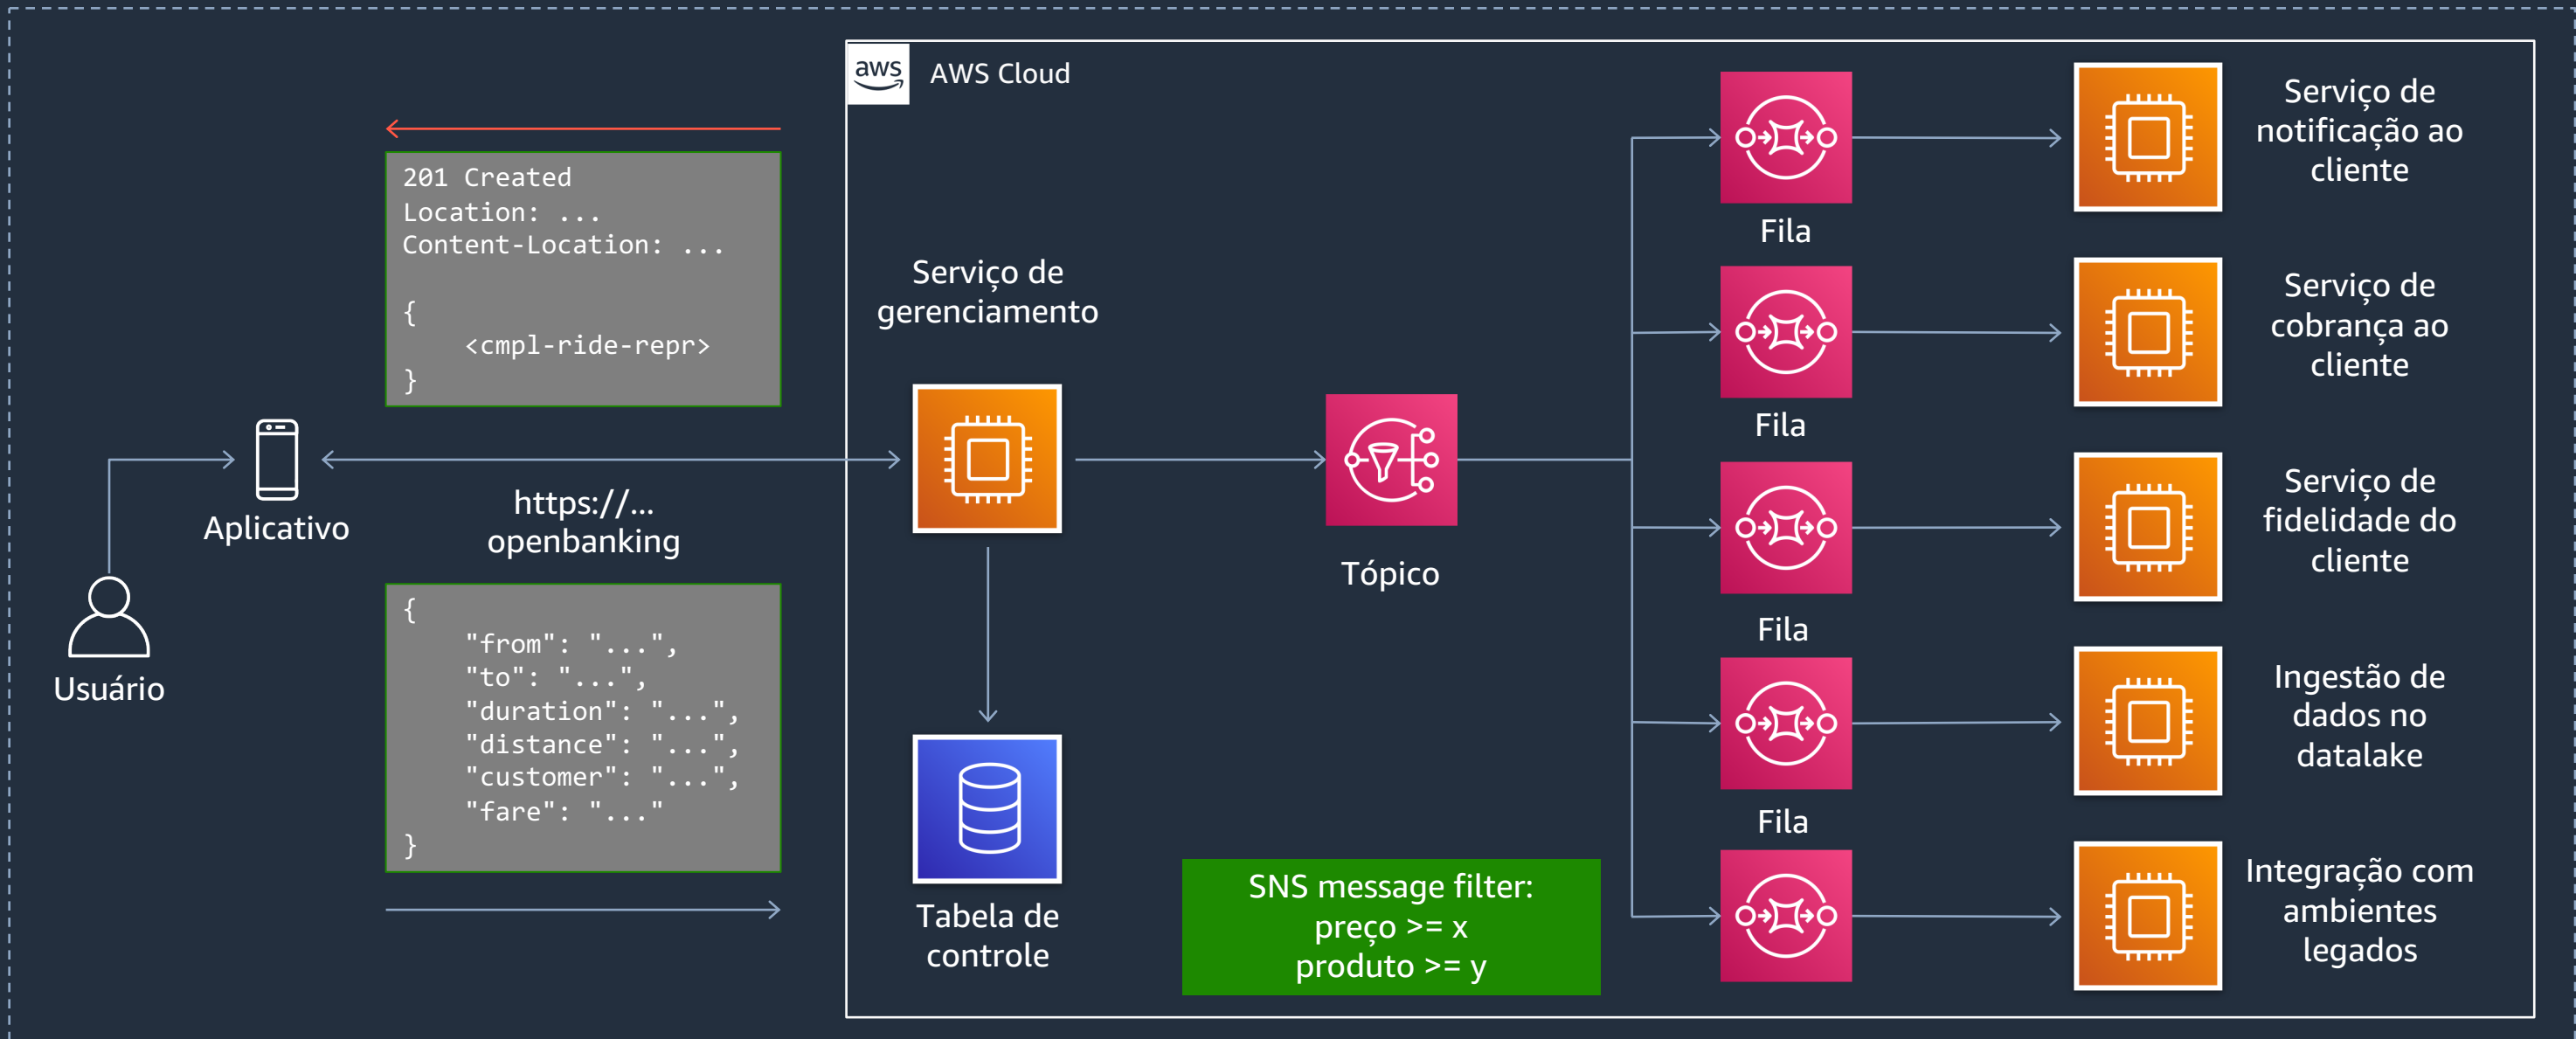 aws
AWS Cloud
201 Created
Location: ...
Content-Location: ...
{
<cmpl-ride-repr>
}
Usuário
Aplicativo
https://...
openbanking
{
"from": "...",
"to": "...",
"duration": "...",
"distance": "...",
"customer": "...",
"fare": "..."
}
Serviço de
gerenciamento
Tabela de
controle
Tópico
SNS message filter:
preço >= x
produto >= y
Fila
Fila
Fila
Fila
Serviço de
notificação ao
cliente
Serviço de
cobrança ao
cliente
Serviço de
fidelidade do
cliente
Ingestão de
dados no
datalake
Integração com
ambientes
legados